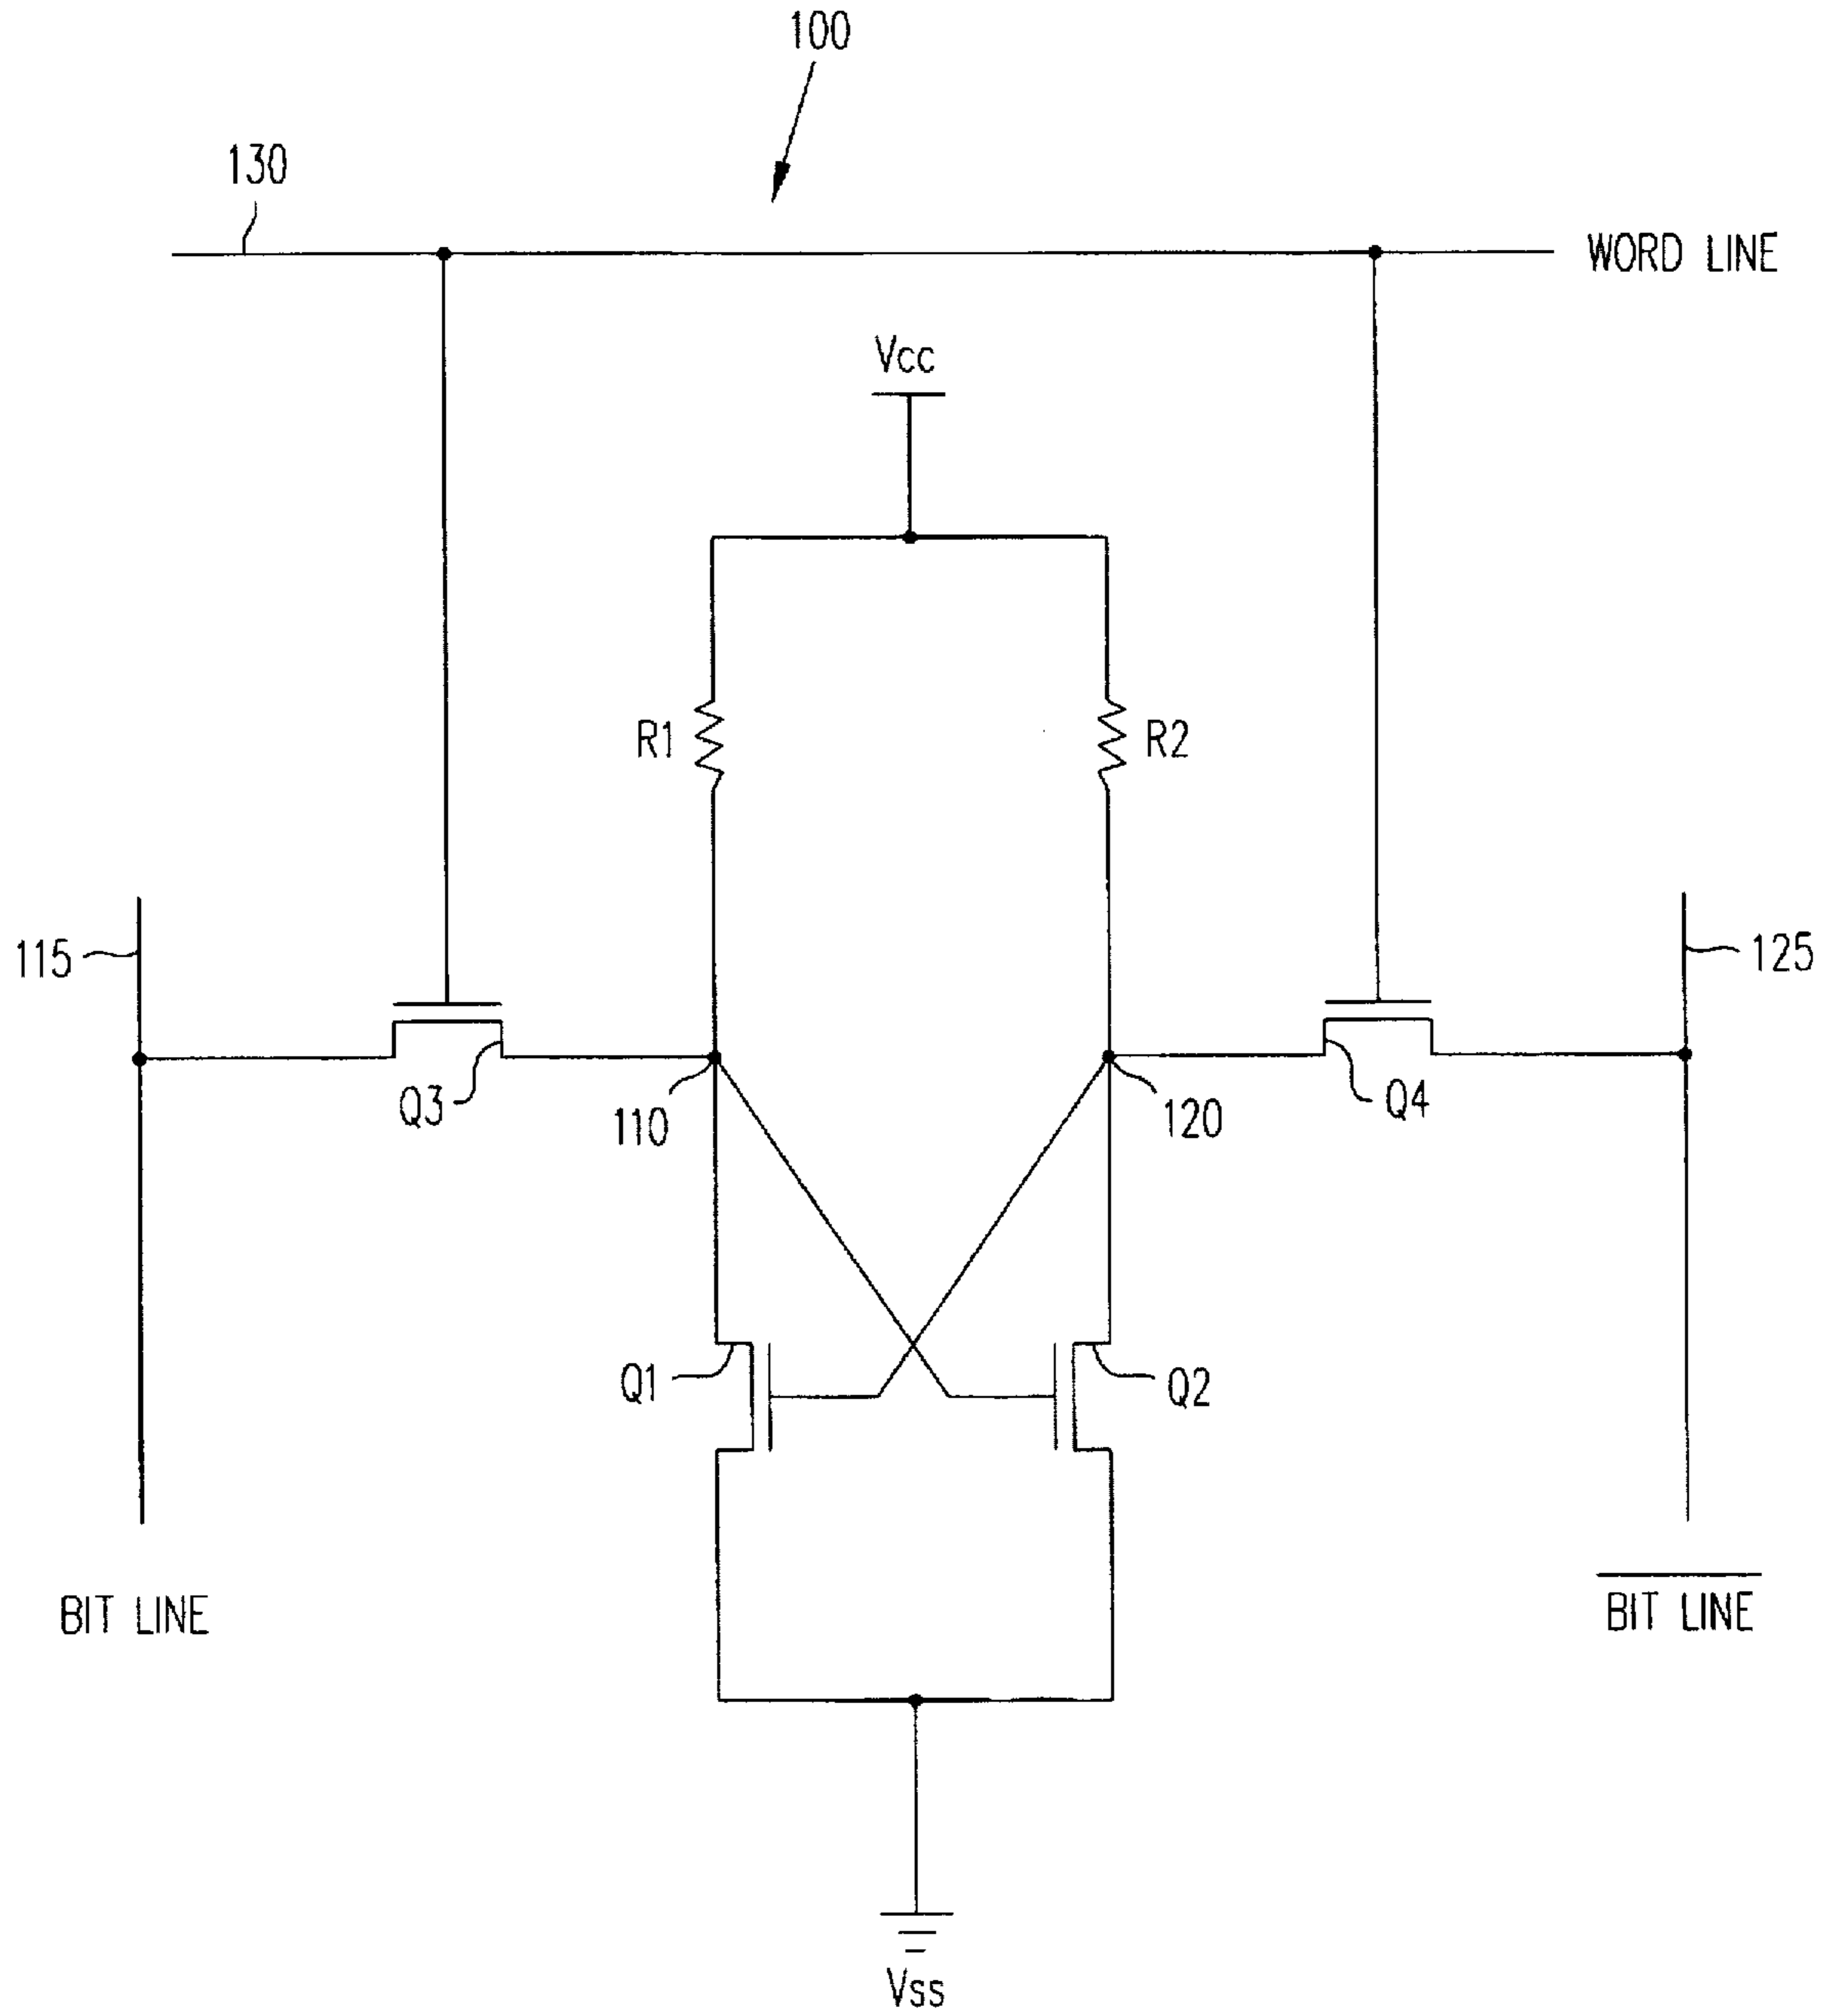 100
130
WORD LINE
Vcc
R1
R2
115
125
Q3
110
120
Q4
Q1
Q2
BIT LINE
BIT LINE
Vss